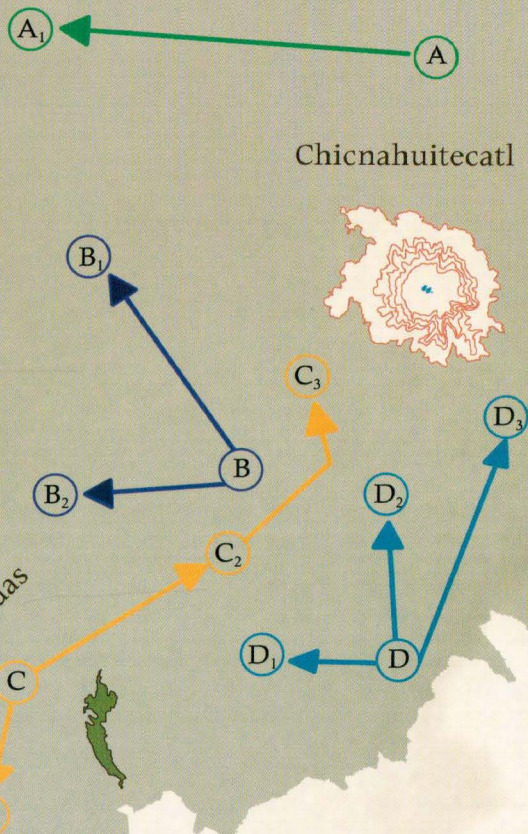 A₁
A
Chicnahuitecatl
B₁
C₃
D₃
B
B₂
D₂
C₂
D₁
D
C